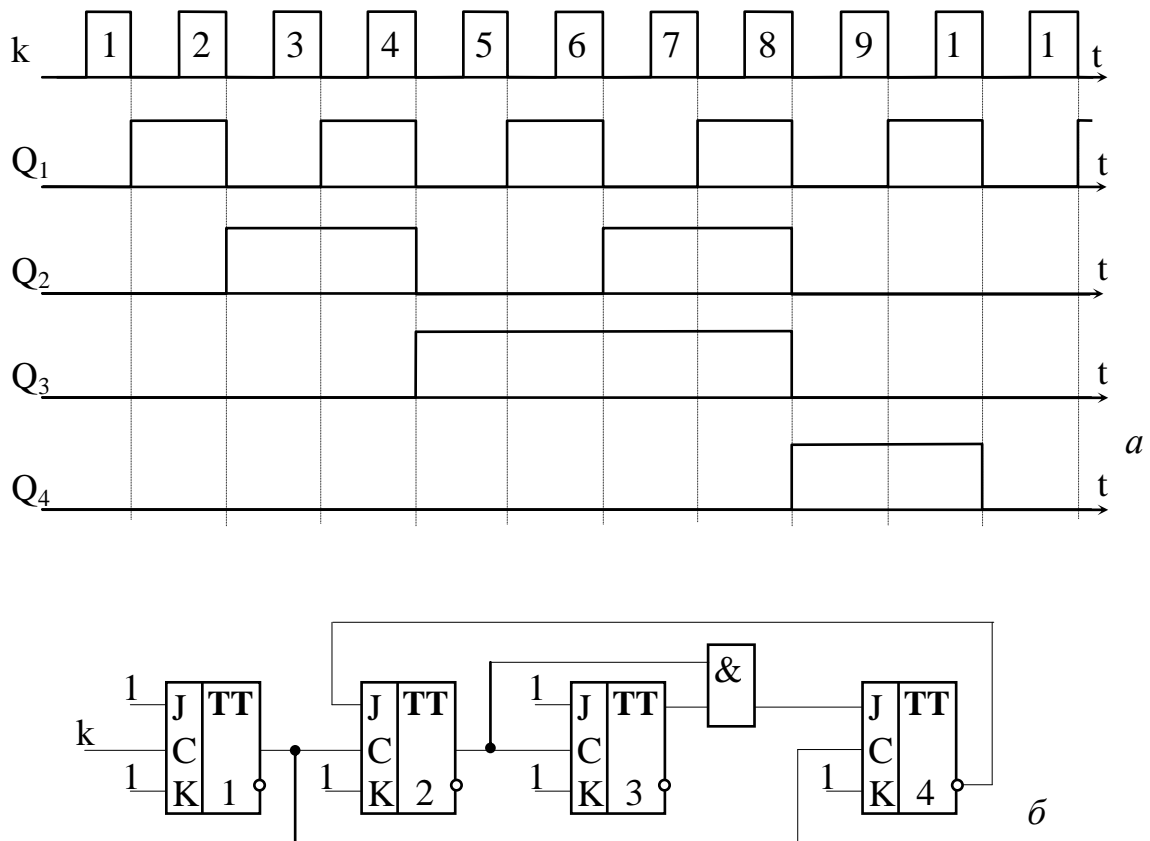 k 1 2 3 4 5 6 7 8 9 1 1 t
Q1 t
Q2 t
Q3 t
а
Q4 t
&
1 J TT J TT 1 J TT J TT
k C C C C
1 K 1 1 K 2 1 K 3 1 K 4
б